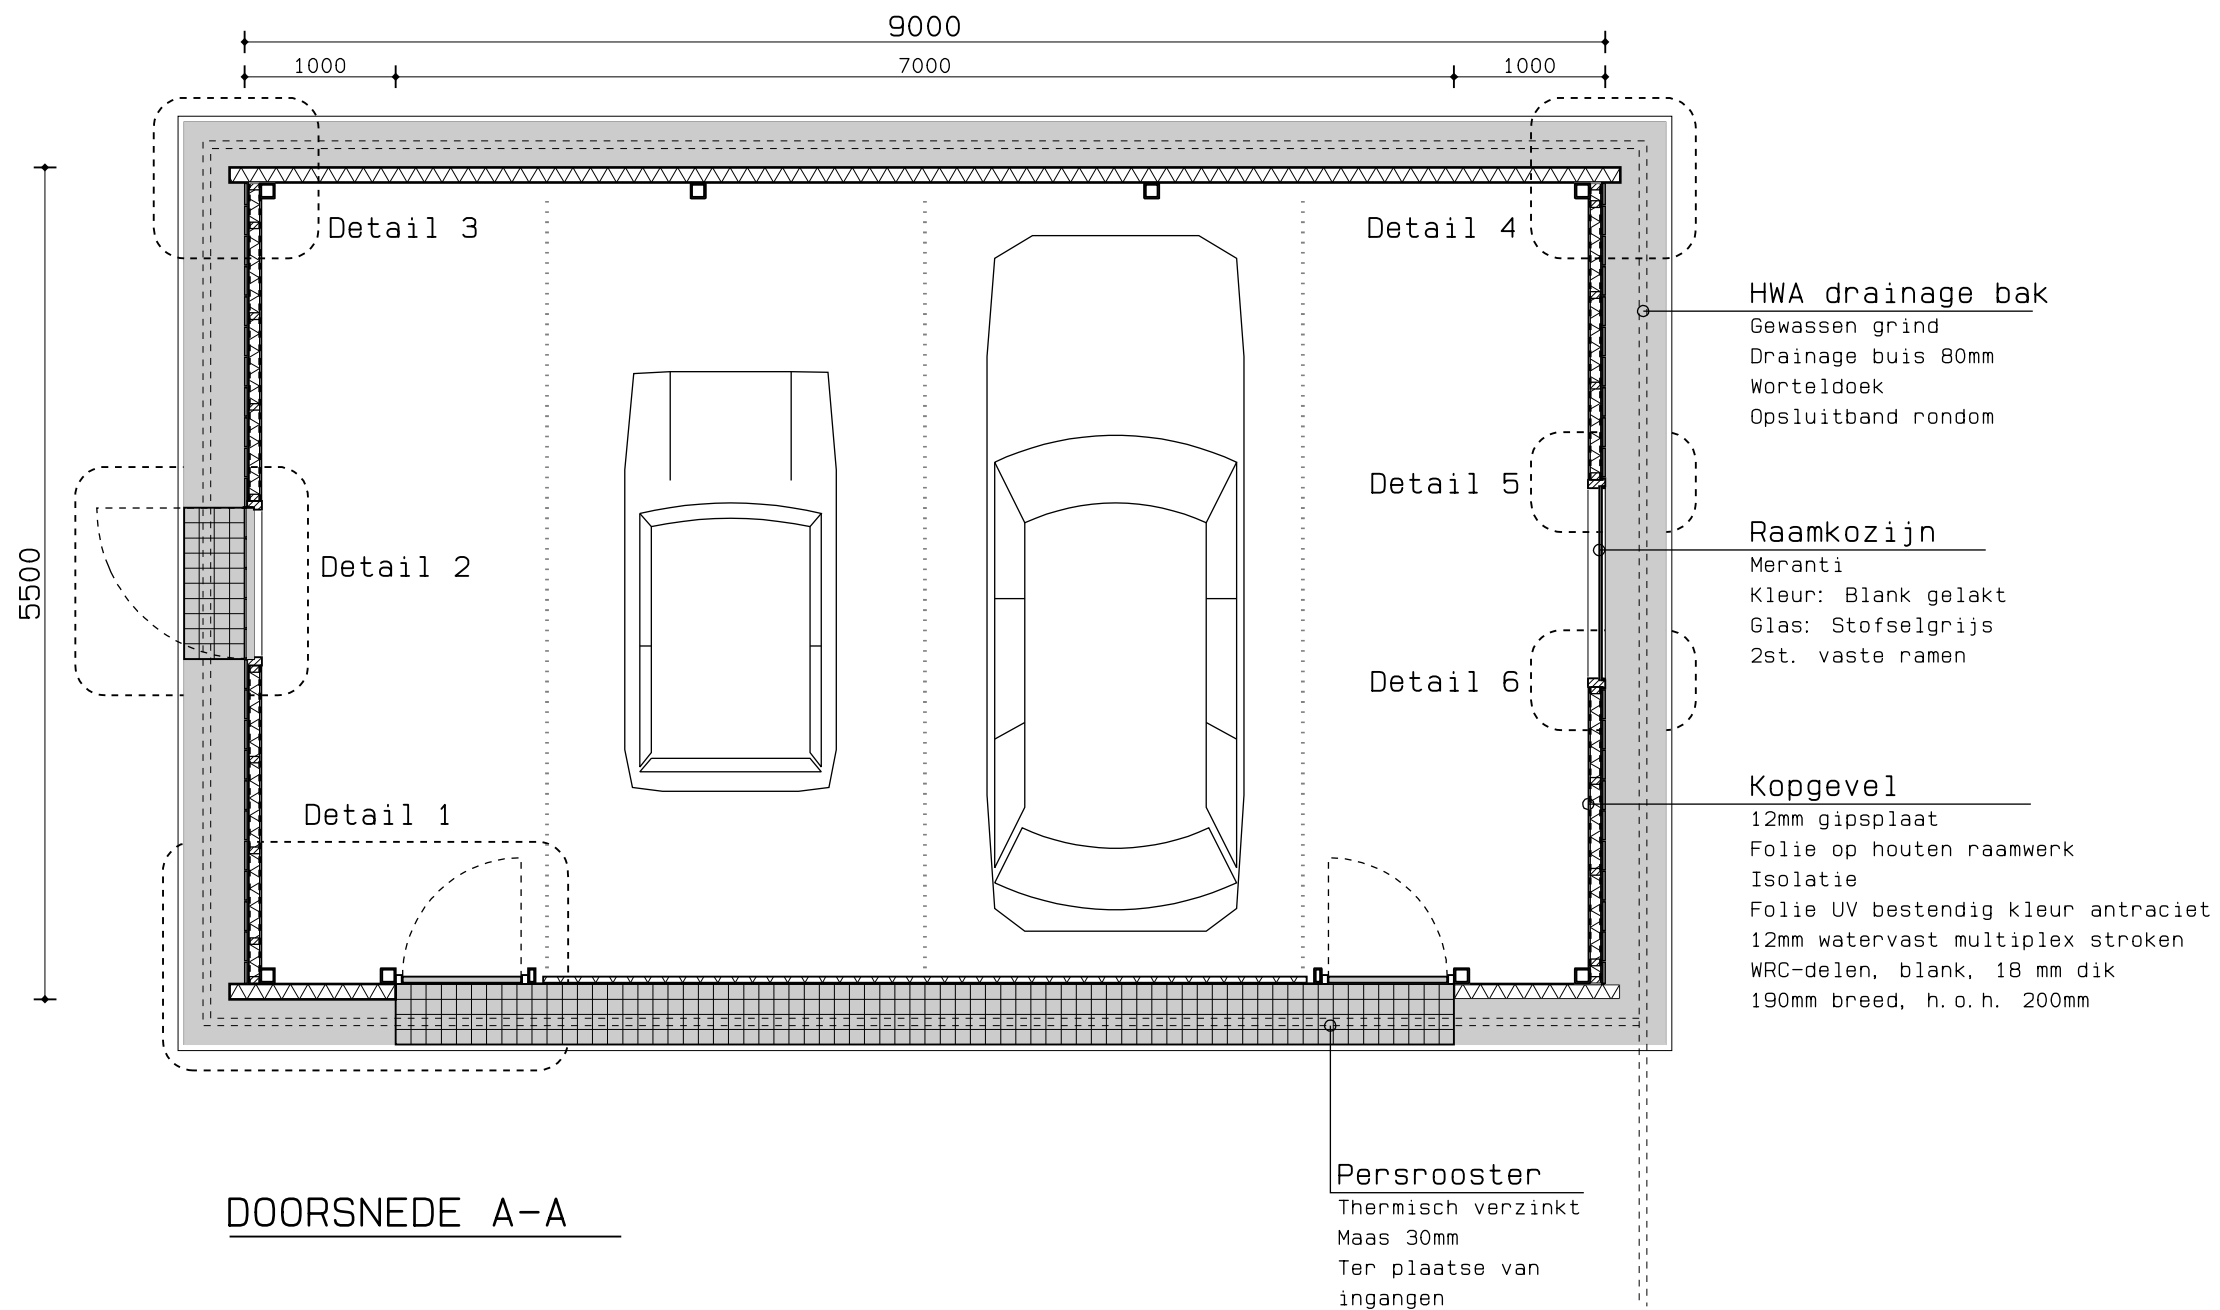 9000
1000 7000 1000
5500
Detail 3
Detail 4
HWA drainage bak
Gewassen grind
Drainage buis 80mm
Worteldoek
Opsluitband rondom
Detail 5
Raamkozijn
Meranti
Kleur: Blank gelakt
Glas: Stofselgrijs
2st. vaste ramen
Detail 2
Detail 6
Kopgevel
12mm gipsplaat
Folie op houten raamwerk
Isolatie
Folie UV bestendig kleur antraciet
12mm watervast multiplex stroken
WRC-delen, blank, 18 mm dik
190mm breed, h.o.h. 200mm
Detail 1
Persrooster
Thermisch verzinkt
Maas 30mm
Ter plaatse van
ingangen
DOORSNEDE A-A